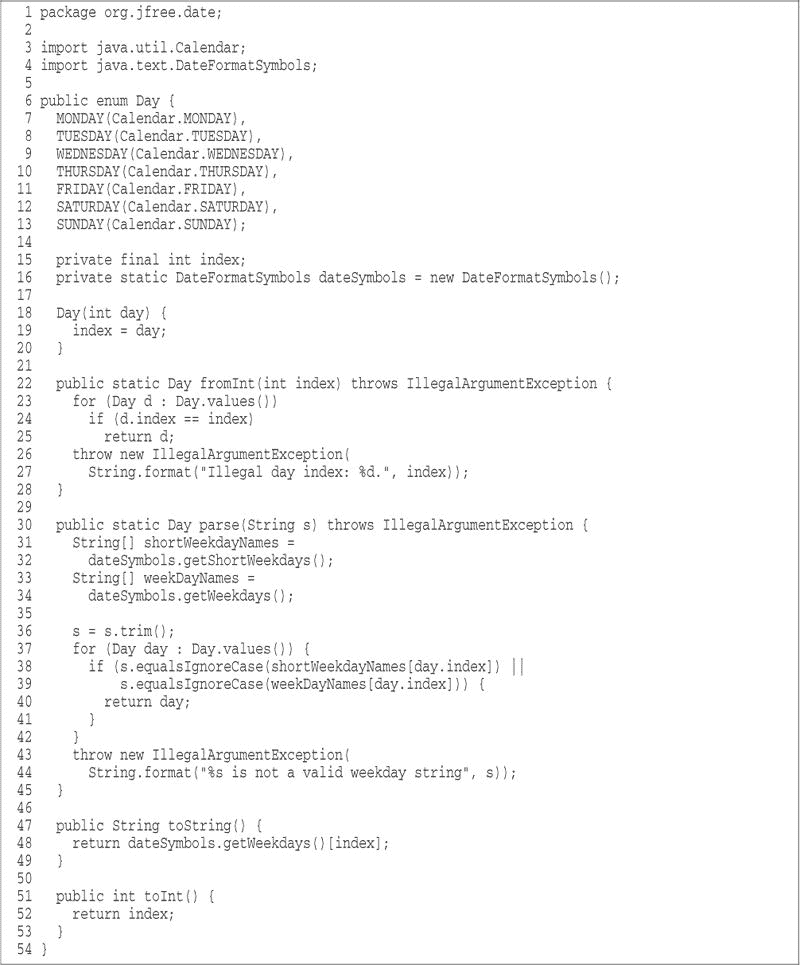 1 package org.jfree.date;
2
3 import java.util.Calendar;
4 import java.text.DateFormatSymbols;
5
6 public enum Day {
7   MONDAY(Calendar.MONDAY),
8   TUESDAY(Calendar.TUESDAY),
9   WEDNESDAY(Calendar.WEDNESDAY),
10   THURSDAY(Calendar.THURSDAY),
11   FRIDAY(Calendar.FRIDAY),
12   SATURDAY(Calendar.SATURDAY),
13   SUNDAY(Calendar.SUNDAY);
14
15   private final int index;
16   private static DateFormatSymbols dateSymbols = new DateFormatSymbols();
17
18   Day(int day) {
19     index = day;
20   }
21
22   public static Day fromInt(int index) throws IllegalArgumentException {
23     for (Day d : Day.values())
24       if (d.index == index)
25         return d;
26     throw new IllegalArgumentException(
27       String.format("Illegal day index: %d.", index));
28   }
29
30   public static Day parse(String s) throws IllegalArgumentException {
31     String[] shortWeekdayNames =
32       dateSymbols.getShortWeekdays();
33     String[] weekDayNames =
34       dateSymbols.getWeekdays();
35
36     s = s.trim();
37     for (Day day : Day.values()) {
38       if (s.equalsIgnoreCase(shortWeekdayNames[day.index]) ||
39           s.equalsIgnoreCase(weekDayNames[day.index])) {
40         return day;
41       }
42     }
43     throw new IllegalArgumentException(
44       String.format("%s is not a valid weekday string", s));
45   }
46
47   public String toString() {
48     return dateSymbols.getWeekdays()[index];
49   }
50
51   public int toInt() {
52     return index;
53   }
54 }